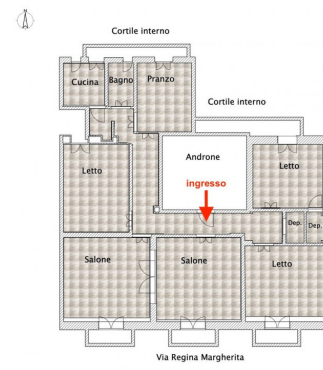 Cortile interno
Cucina
Bagno
Pranzo
Cortile interno
Androne
Letto
Letto
ingresso
Dep.
Dep.
Salone
Salone
Letto
Via Regina Margherita